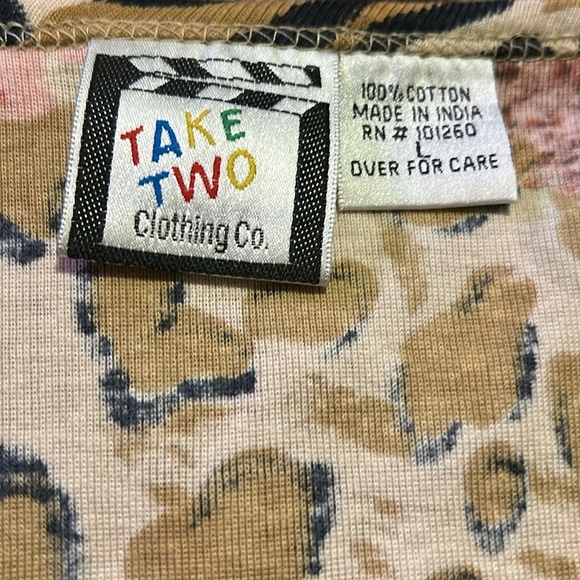 TAKE
TWO
Clothing Co.
100% COTTON
MADE IN INDIA
RN # 101260
L
OVER FOR CARE